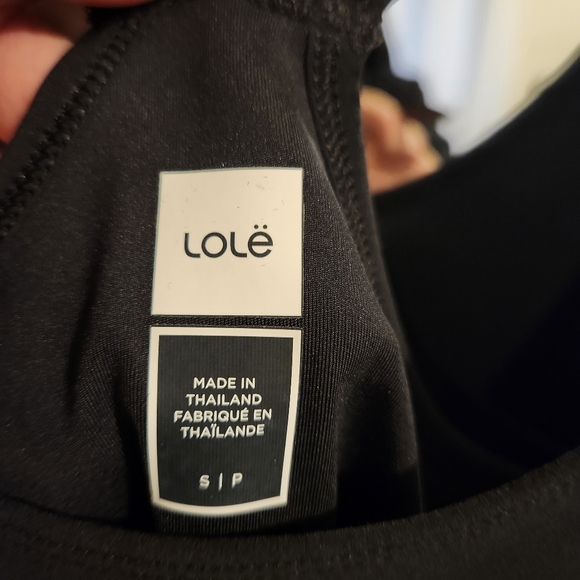 LOLë
MADE IN
THAILAND
FABRIQUÉ EN
THAÏLANDE
S | P